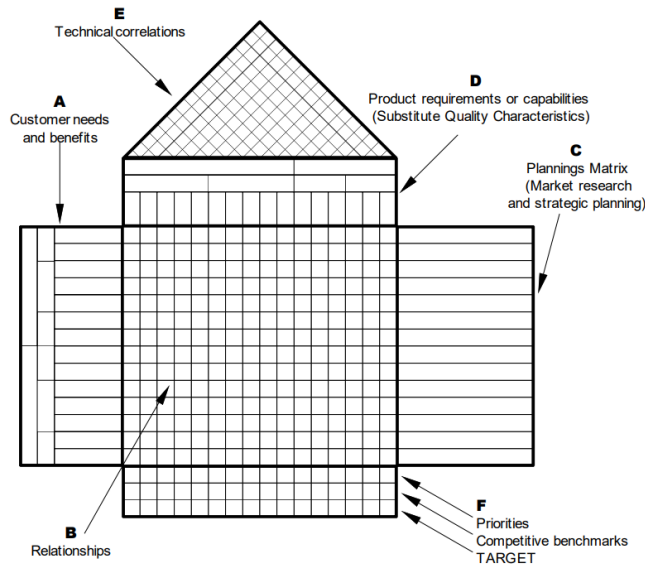 E
Technical correlations
A
Customer needs
and benefits
D
Product requirements or capabilities
(Substitute Quality Characteristics)
C
Plannings Matrix
(Market research
and strategic planning)
B
Relationships
F
Priorities
Competitive benchmarks
TARGET